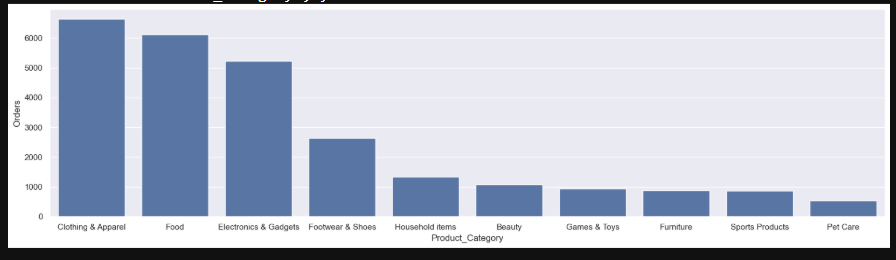 6000
5000
4000
3000
2000
1000
0
Orders
Clothing & Apparel Food Electronics & Gadgets Footwear & Shoes Household items Beauty Games & Toys Furniture Sports Products Pet Care
Product_Category